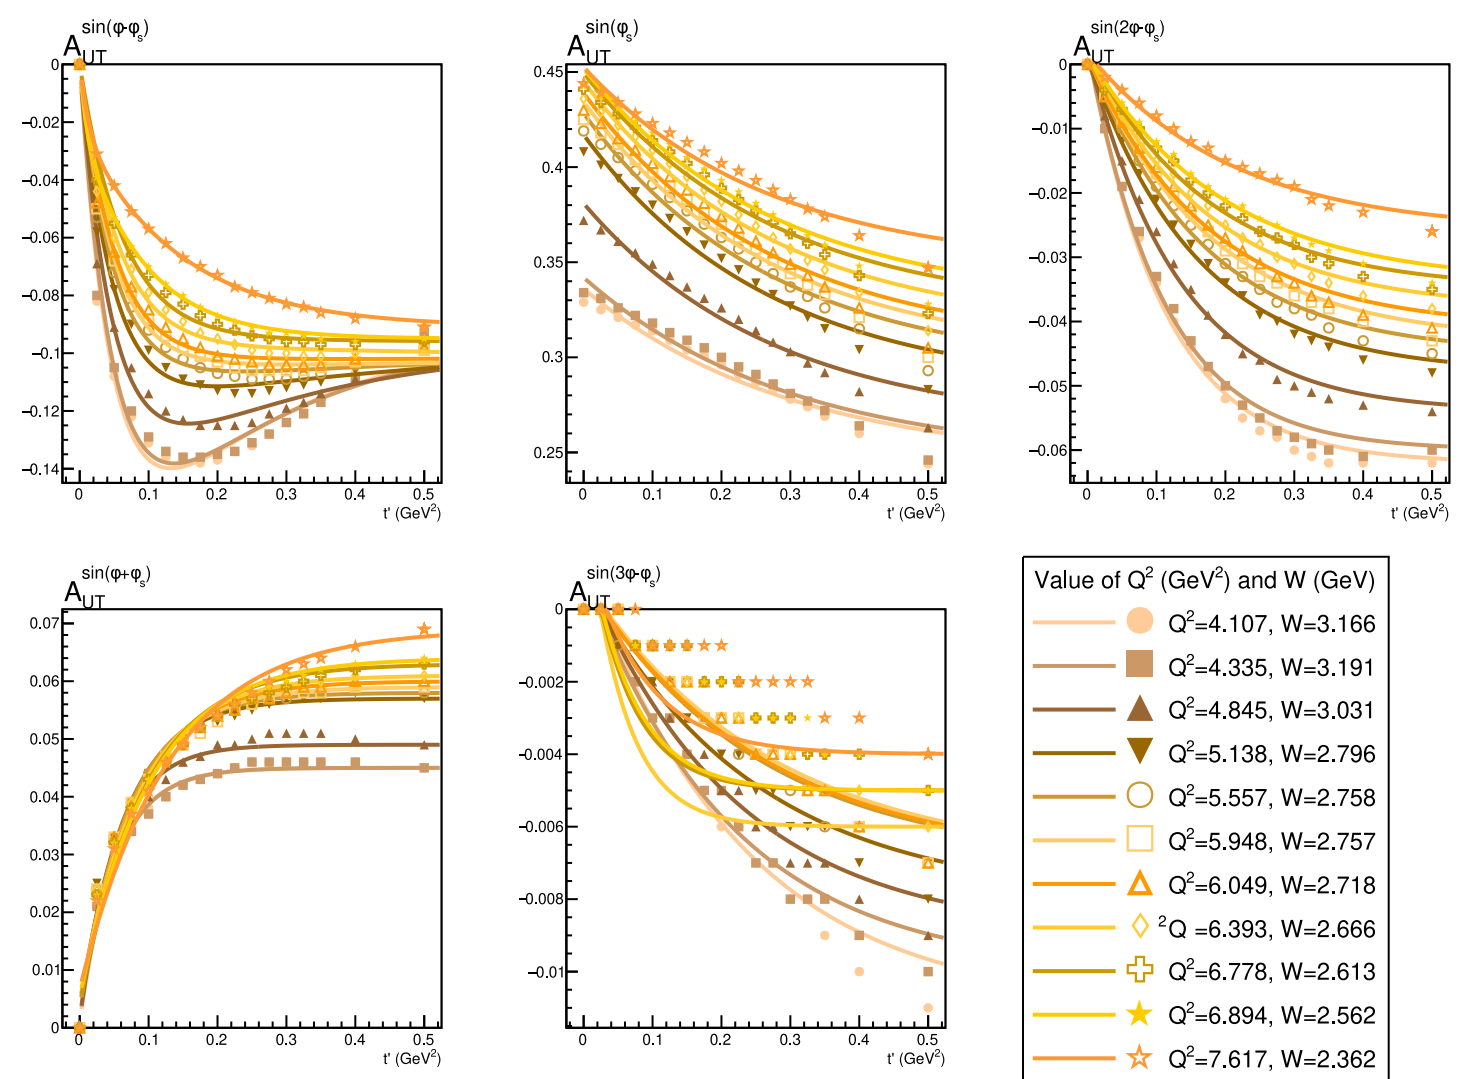 A_UT^sin(φ-φ_s)
0
−0.02
−0.04
−0.06
−0.08
−0.1
−0.12
−0.14
0 0.1 0.2 0.3 0.4 0.5
t' (GeV²)
A_UT^sin(φ_s)
0.45
0.4
0.35
0.3
0.25
0 0.1 0.2 0.3 0.4 0.5
t' (GeV²)
A_UT^sin(2φ-φ_s)
0
−0.01
−0.02
−0.03
−0.04
−0.05
−0.06
0 0.1 0.2 0.3 0.4 0.5
t' (GeV²)
A_UT^sin(φ+φ_s)
0.07
0.06
0.05
0.04
0.03
0.02
0.01
0
0 0.1 0.2 0.3 0.4 0.5
t' (GeV²)
A_UT^sin(3φ-φ_s)
0
−0.002
−0.004
−0.006
−0.008
−0.01
0 0.1 0.2 0.3 0.4 0.5
t' (GeV²)
Value of Q² (GeV²) and W (GeV)
Q²=4.107, W=3.166
Q²=4.335, W=3.191
Q²=4.845, W=3.031
Q²=5.138, W=2.796
Q²=5.557, W=2.758
Q²=5.948, W=2.757
Q²=6.049, W=2.718
²Q =6.393, W=2.666
Q²=6.778, W=2.613
Q²=6.894, W=2.562
Q²=7.617, W=2.362